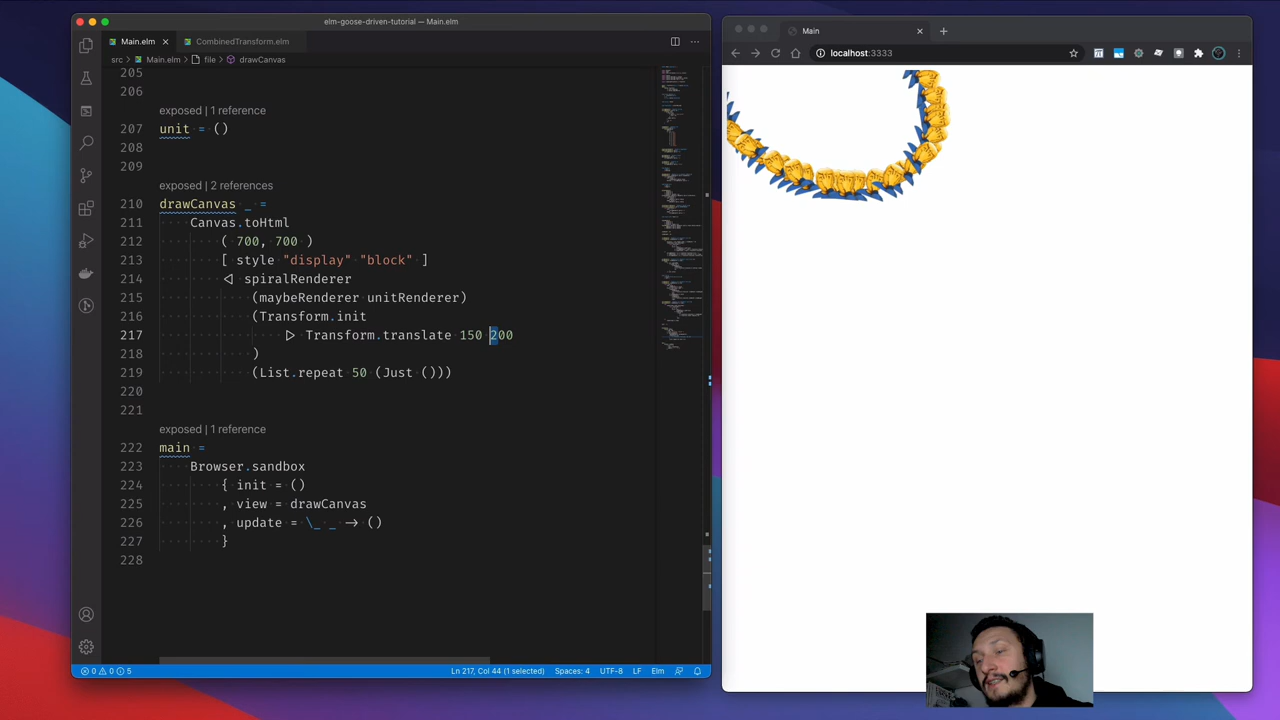 elm-goose-driven-tutorial — Main.elm
Main.elm
CombinedTransform.elm
src > Main.elm > file > drawCanvas
205
206
exposed | 1 reference
207 unit = ()
208
209
exposed | 2 references
210 drawCanvas _ =
211 Canvas.toHtml
212 ( 700, 700 )
213 [ style "display" "block" ]
214 <| spiralRenderer
215 (maybeRenderer unitRenderer)
216 (Transform.init
217 |> Transform.translate 150 200
218 )
219 (List.repeat 50 (Just ()))
220
221
exposed | 1 reference
222 main =
223 Browser.sandbox
224 { init = ()
225 , view = drawCanvas
226 , update = \_ _ -> ()
227 }
228
0 0 5
Ln 217, Col 44 (1 selected)
Spaces: 4
UTF-8
LF
Elm
Main
localhost:3333